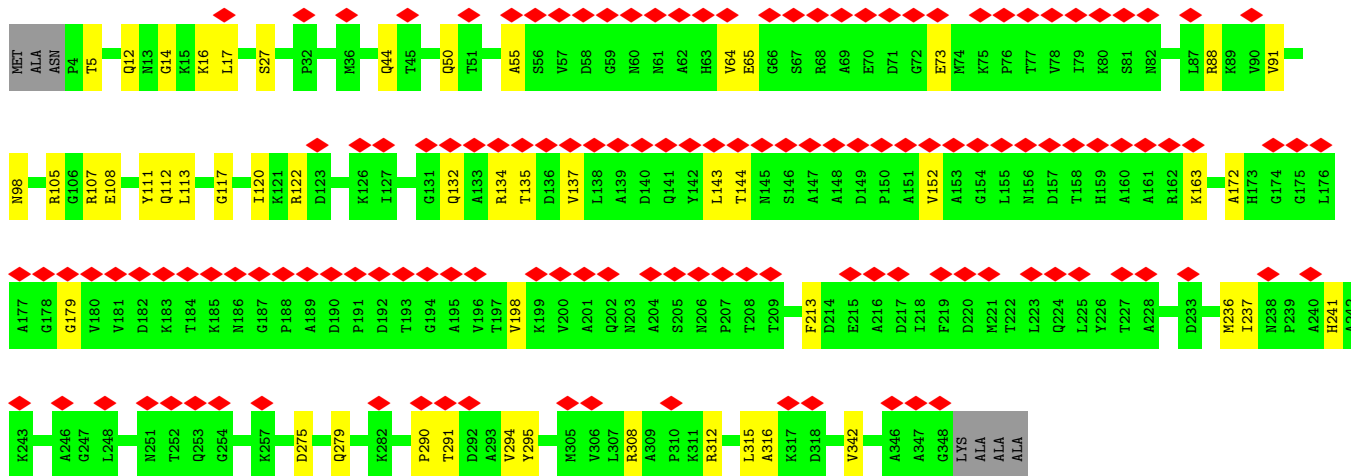 MET ALA ASN P4 T5 Q12 N13 G14 K15 K16 L17 S27 P32 M36 Q44 T45 Q50 T51 A55 S56 V57 D58 G59 N60 N61 A62 H63 V64 E65 G66 S67 R68 A69 E70 D71 G72 E73 M74 K75 P76 T77 V78 I79 K80 S81 N82 L87 R88 K89 V90 V91
N98 R105 G106 R107 E108 Y111 Q112 L113 G117 I120 K121 R122 D123 K126 I127 G131 Q132 A133 R134 T135 D136 V137 L138 A139 D140 Q141 Y142 L143 T144 N145 S146 A147 A148 D149 P150 A151 V152 A153 G154 L155 N156 D157 T158 H159 A160 A161 R162 K163 A172 H173 G174 G175 L176
A177 G178 G179 V180 V181 D182 K183 T184 K185 N186 G187 P188 A189 D190 P191 D192 T193 G194 A195 V196 T197 V198 K199 V200 A201 Q202 N203 A204 S205 N206 P207 T208 T209 F213 D214 E215 A216 D217 I218 F219 D220 M221 T222 L223 Q224 L225 Y226 T227 A228 D233 M236 I237 N238 P239 A240 H241 A242
K243 A246 G247 L248 N251 T252 Q253 G254 K257 D275 Q279 K282 P290 T291 D292 A293 V294 Y295 M305 V306 L307 R308 A309 P310 K311 R312 L315 A316 K317 D318 V342 A346 A347 G348 LYS ALA ALA ALA